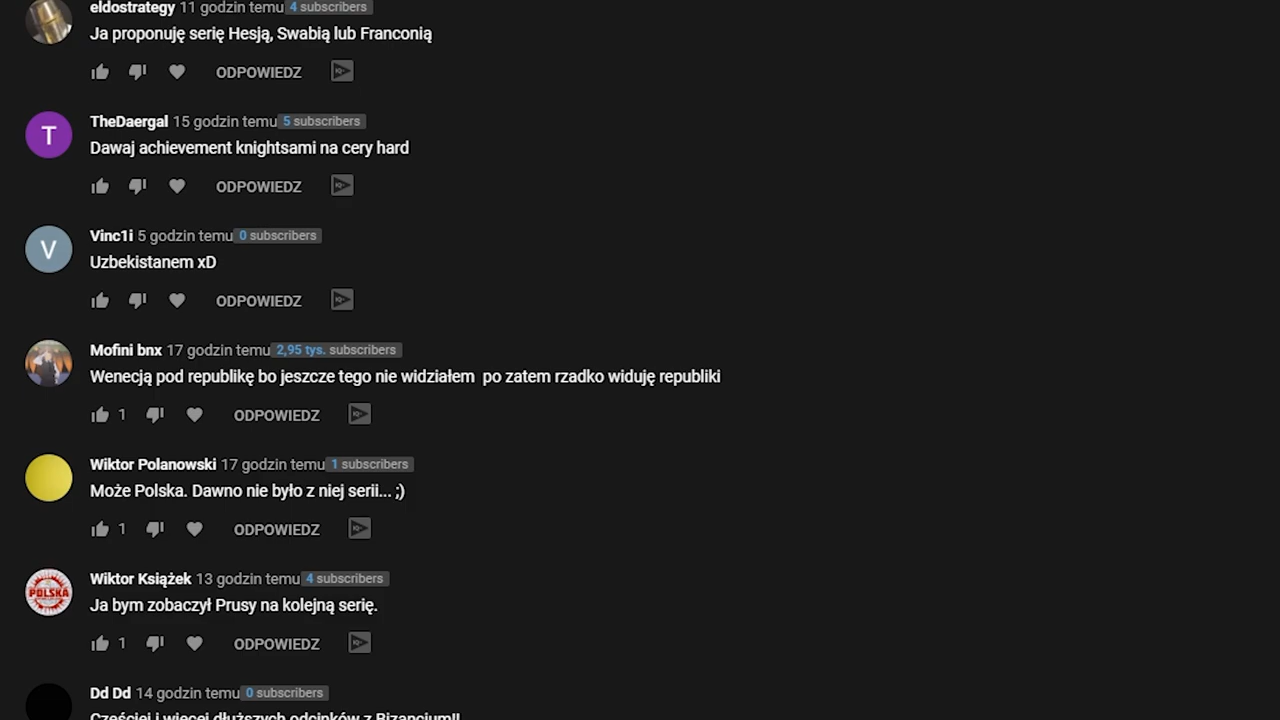 eldostrategy 11 godzin temu 4 subscribers
Ja proponuję serię Hesją, Swabią lub Franconią
ODPOWIEDZ
T
TheDaergal 15 godzin temu 5 subscribers
Dawaj achievement knightsami na cery hard
ODPOWIEDZ
V
Vinc1i 5 godzin temu 0 subscribers
Uzbekistanem xD
ODPOWIEDZ
Mofini bnx 17 godzin temu 2,95 tys. subscribers
Wenecją pod republikę bo jeszcze tego nie widziałem po zatem rzadko widuję republiki
1 ODPOWIEDZ
Wiktor Polanowski 17 godzin temu 1 subscribers
Może Polska. Dawno nie było z niej serii... ;)
1 ODPOWIEDZ
POLSKA
Wiktor Książek 13 godzin temu 4 subscribers
Ja bym zobaczył Prusy na kolejną serię.
1 ODPOWIEDZ
Dd Dd 14 godzin temu 0 subscribers
Częściej i więcej dłuższych odcinków z Bizancjum!!